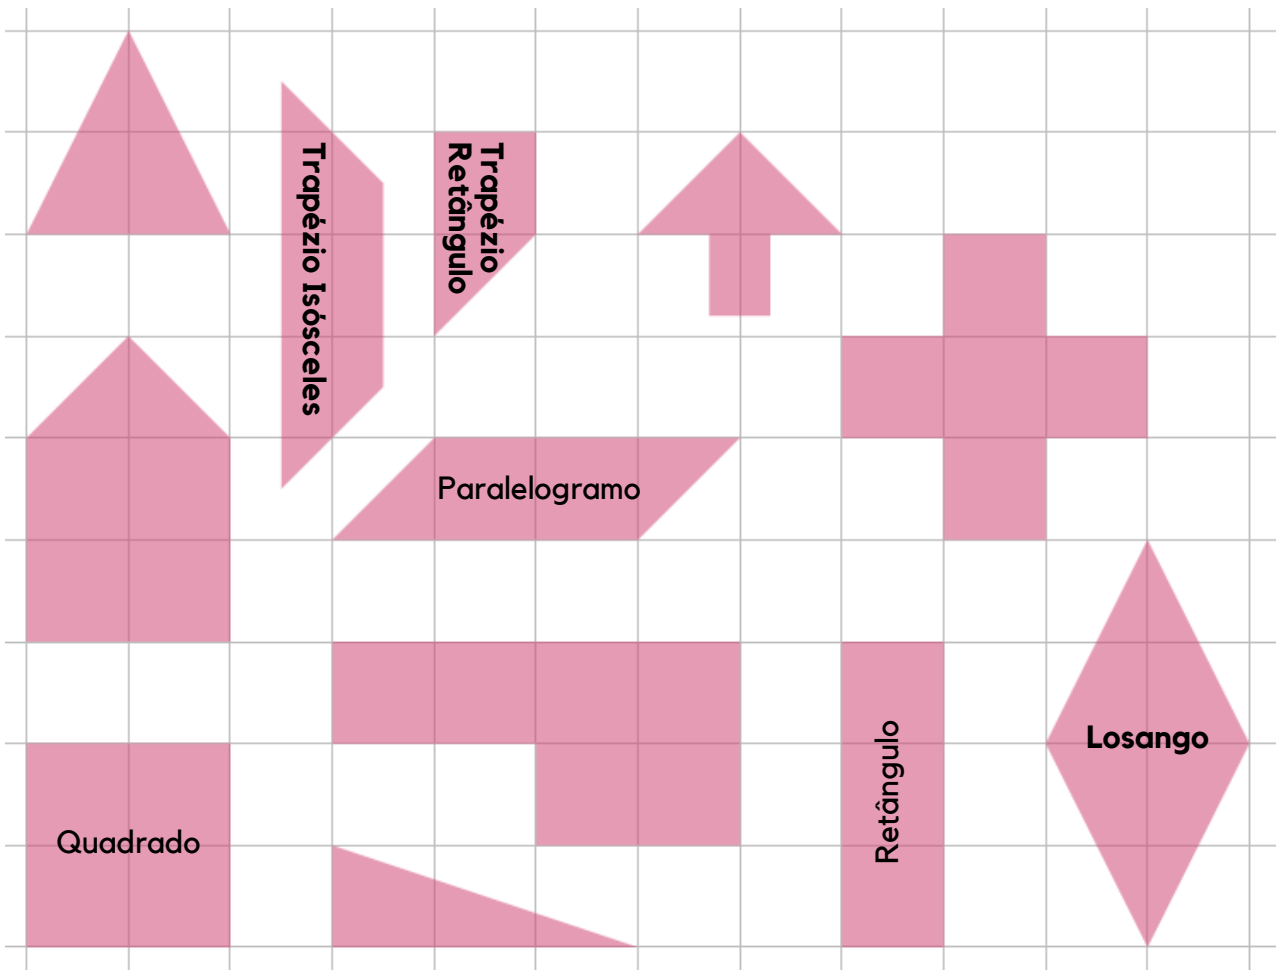 Trapézio Isósceles
Trapézio
Retângulo
Paralelogramo
Losango
Retângulo
Quadrado